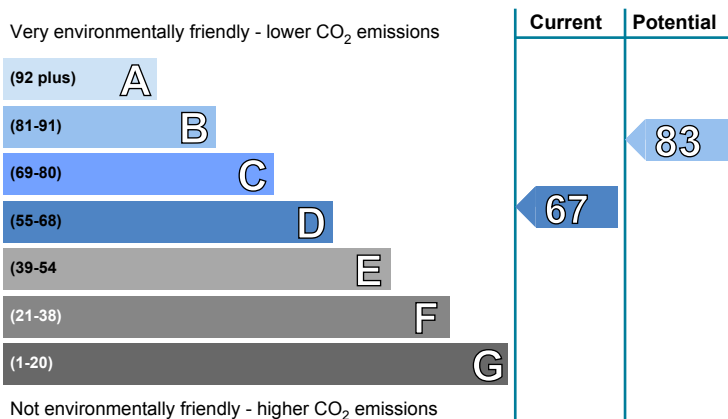 Current Potential
Very environmentally friendly - lower CO2 emissions
(92 plus) A
(81-91) B
83
(69-80) C
(55-68) D
67
(39-54 E
(21-38) F
(1-20) G
Not environmentally friendly - higher CO2 emissions